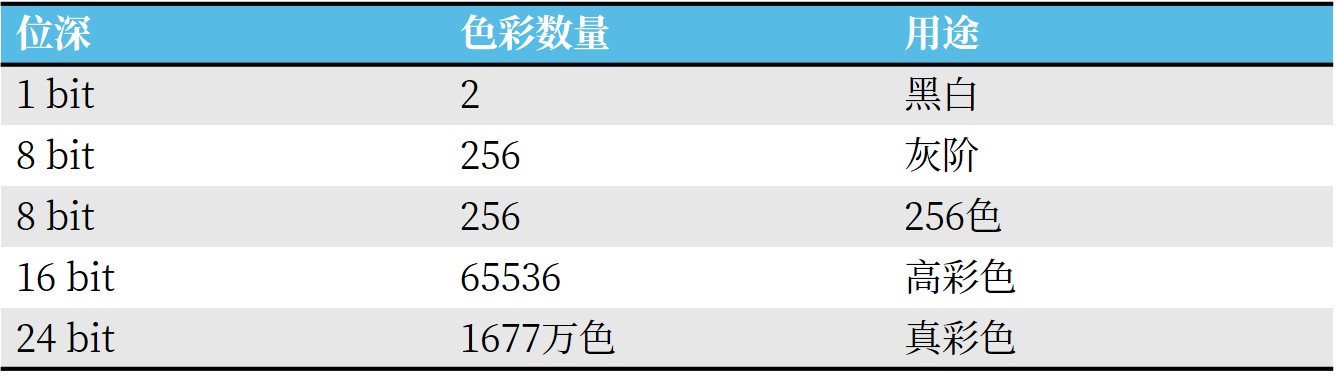 位深 色彩数量 用途
1 bit 2 黑白
8 bit 256 灰阶
8 bit 256 256色
16 bit 65536 高彩色
24 bit 1677万色 真彩色